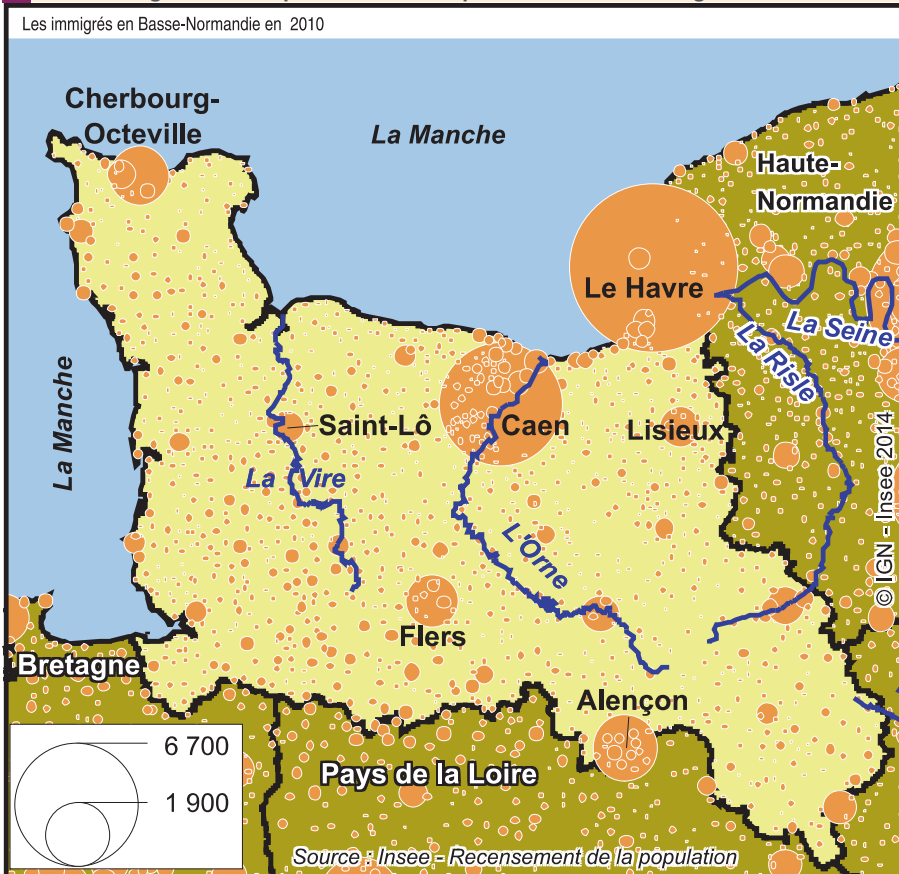 Les immigrés en Basse-Normandie en 2010
Cherbourg-
Octeville
La Manche
Haute-
Normandie
Le Havre
La Seine
La Risle
La Manche
Saint-Lô
Caen
Lisieux
La Vire
L'Orne
© IGN - Insee 2014
Flers
Bretagne
Alençon
6 700
1 900
Pays de la Loire
Source : Insee - Recensement de la population